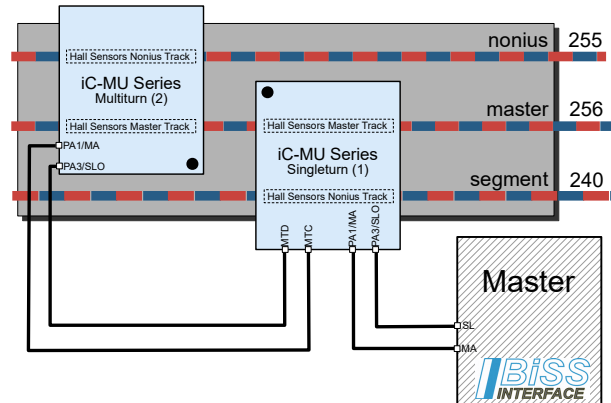 nonius 255
Hall Sensors Nonius Track
iC-MU Series
Multiturn (2)
master 256
Hall Sensors Master Track
Hall Sensors Master Track
PA1/MA
iC-MU Series
Singleturn (1)
PA3/SLO
segment 240
Hall Sensors Nonius Track
MTD
MTC
PA1/MA
PA3/SLO
Master
SL
MA
BiSS
INTERFACE